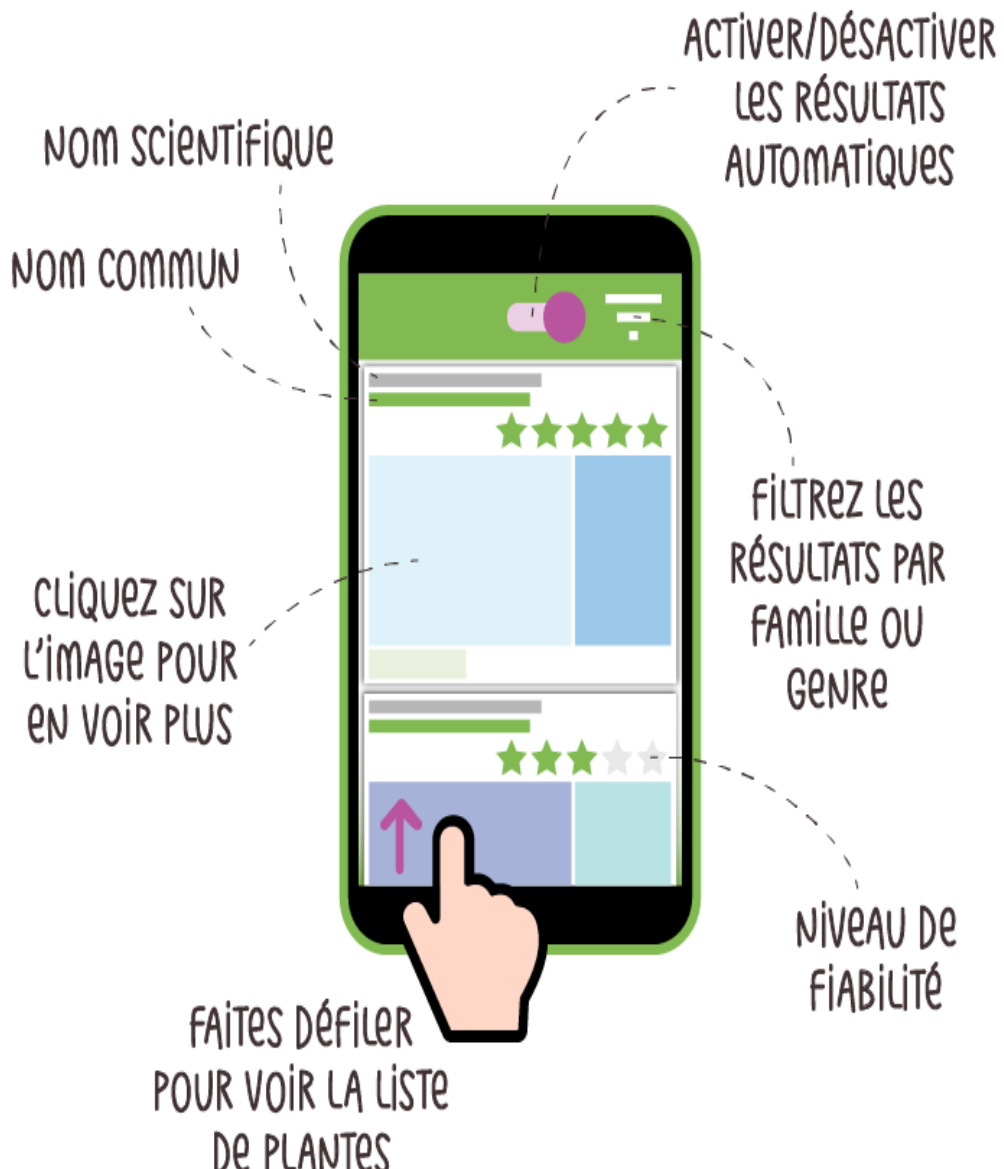 ACTIVER/DÉSACTIVER
LES RÉSULTATS
AUTOMATIQUES
NOM SCIENTIFIQUE
NOM COMMUN
FILTREZ LES
RÉSULTATS PAR
FAMILLE OU
GENRE
CLIQUEZ SUR
L'IMAGE POUR
EN VOIR PLUS
NIVEAU DE
FIABILITÉ
FAITES DÉFILER
POUR VOIR LA LISTE
DE PLANTES